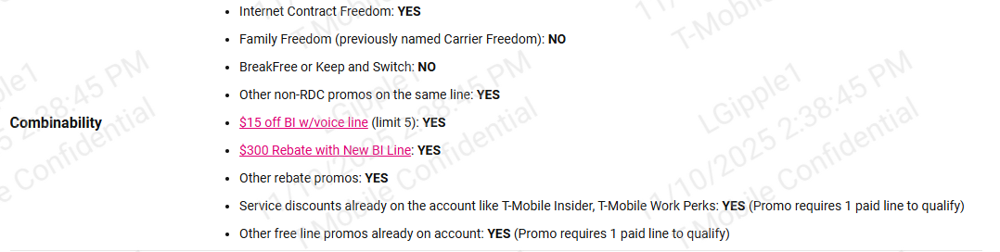 Internet Contract Freedom: YES
Family Freedom (previously named Carrier Freedom): NO
BreakFree or Keep and Switch: NO
Other non-RDC promos on the same line: YES
Combinability
$15 off BI w/voice line (limit 5): YES
$300 Rebate with New BI Line: YES
Other rebate promos: YES
Service discounts already on the account like T-Mobile Insider, T-Mobile Work Perks: YES (Promo requires 1 paid line to qualify)
Other free line promos already on account: YES (Promo requires 1 paid line to qualify)
LGipple1
11/10/2025 2:38:45 PM
T-Mobile Confidential